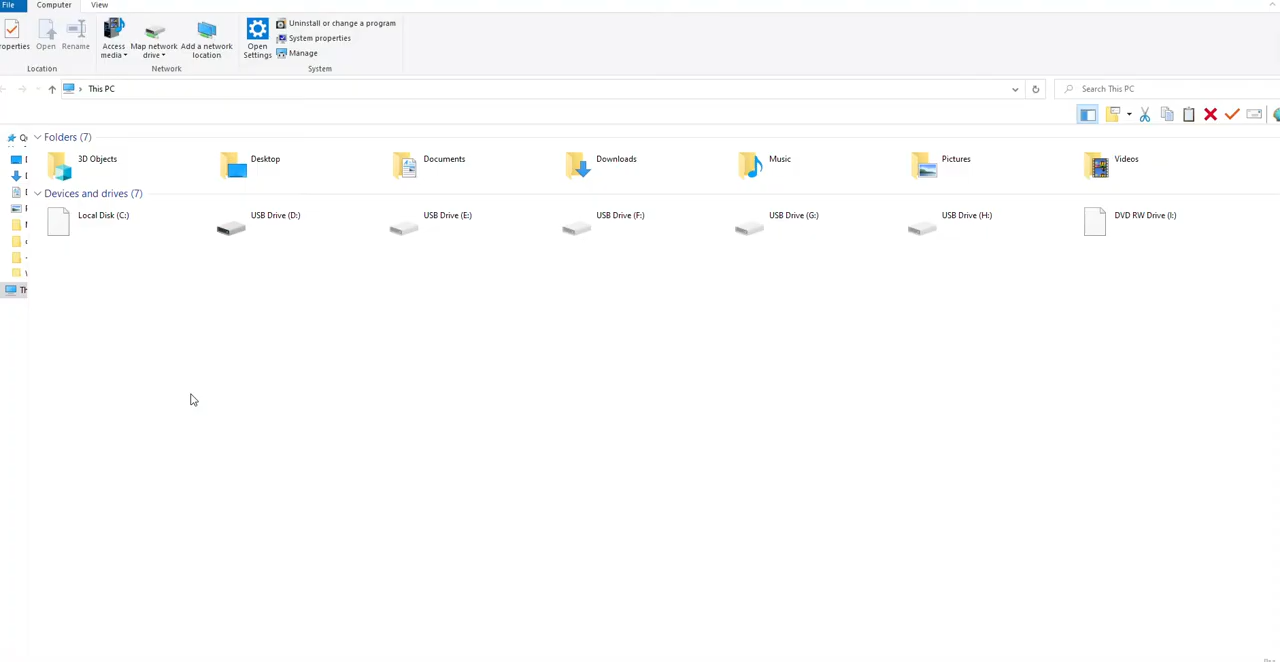 File Computer View
roperties Open Rename Access media Map network drive Add a network location Open Settings Uninstall or change a program
System properties
Manage
Location Network System
This PC Search This PC
Folders (7)
3D Objects Desktop Documents Downloads Music Pictures Videos
Devices and drives (7)
Local Disk (C:) USB Drive (D:) USB Drive (E:) USB Drive (F:) USB Drive (G:) USB Drive (H:) DVD RW Drive (I:)